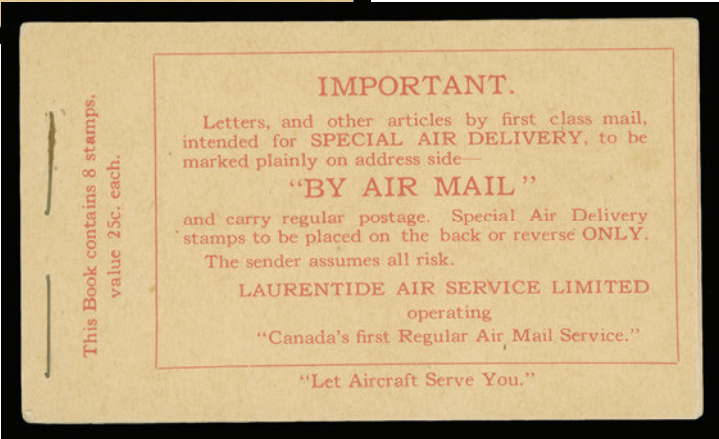 This Book contains 8 stamps,
value 25c. each.
IMPORTANT.
Letters, and other articles by first class mail,
intended for SPECIAL AIR DELIVERY, to be
marked plainly on address side—
“BY AIR MAIL”
and carry regular postage. Special Air Delivery
stamps to be placed on the back or reverse ONLY.
The sender assumes all risk.
LAURENTIDE AIR SERVICE LIMITED
operating
“Canada's first Regular Air Mail Service.”
“Let Aircraft Serve You.”